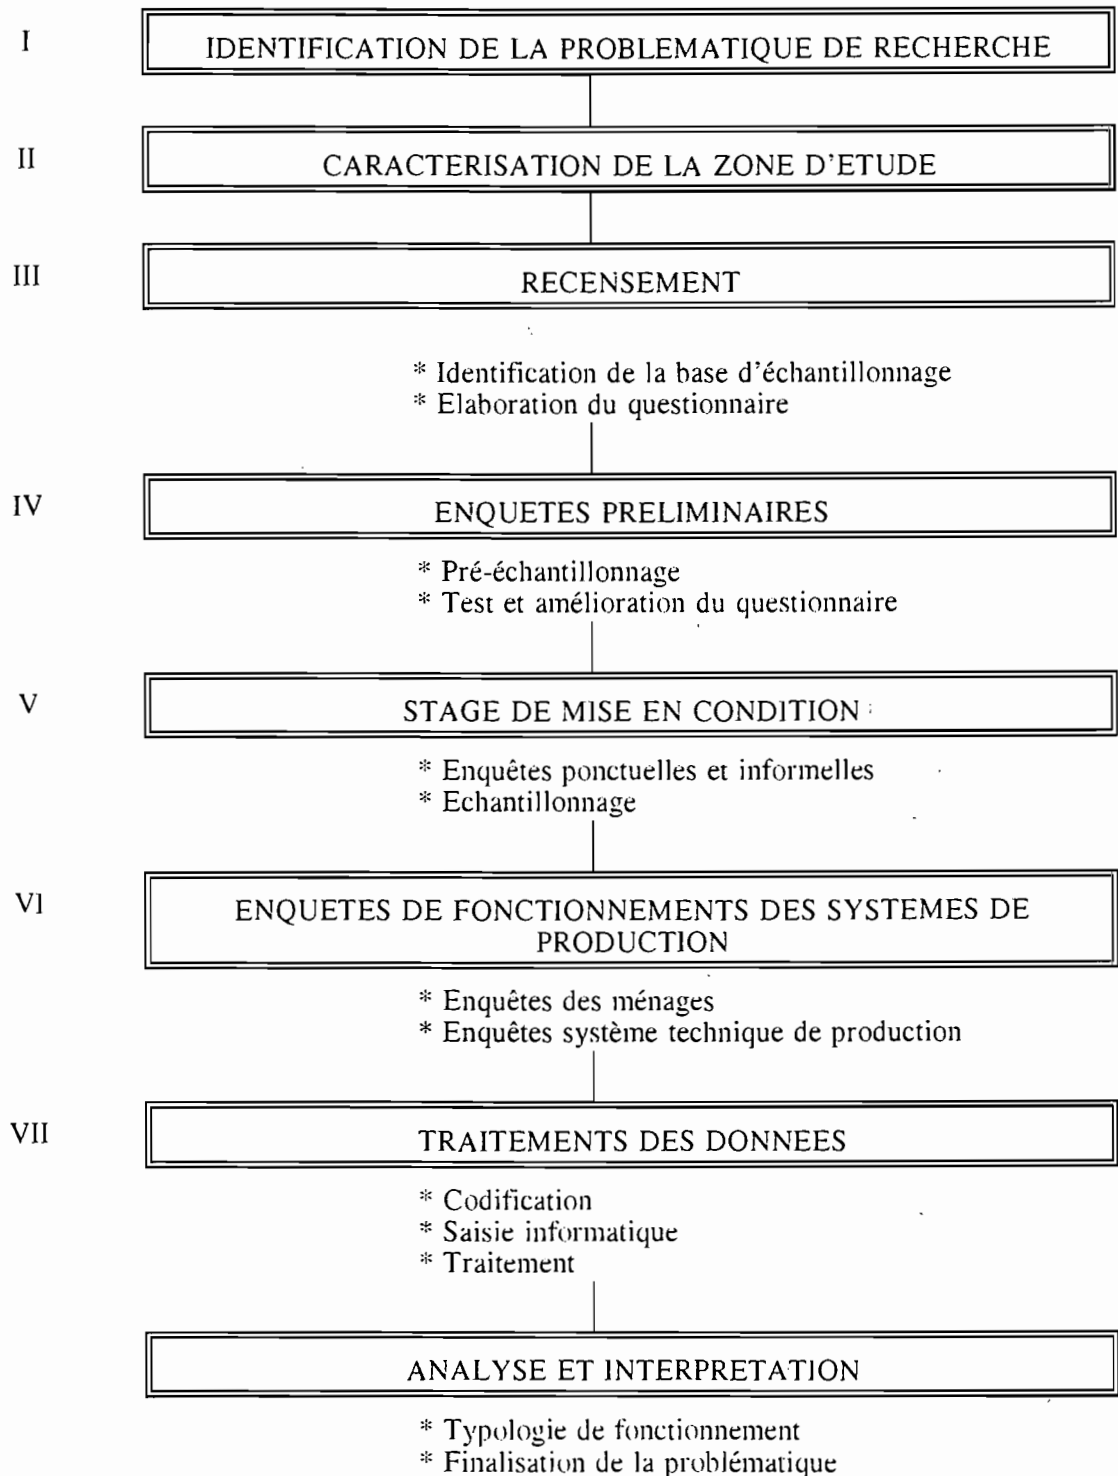 I
IDENTIFICATION DE LA PROBLEMATIQUE DE RECHERCHE
II
CARACTERISATION DE LA ZONE D'ETUDE
III
RECENSEMENT
* Identification de la base d'échantillonnage
* Elaboration du questionnaire
IV
ENQUETES PRELIMINAIRES
* Pré-échantillonnage
* Test et amélioration du questionnaire
V
STAGE DE MISE EN CONDITION
* Enquêtes ponctuelles et informelles
* Echantillonnage
VI
ENQUETES DE FONCTIONNEMENTS DES SYSTEMES DE
PRODUCTION
* Enquêtes des ménages
* Enquêtes système technique de production
VII
TRAITEMENTS DES DONNEES
* Codification
* Saisie informatique
* Traitement
ANALYSE ET INTERPRETATION
* Typologie de fonctionnement
* Finalisation de la problématique